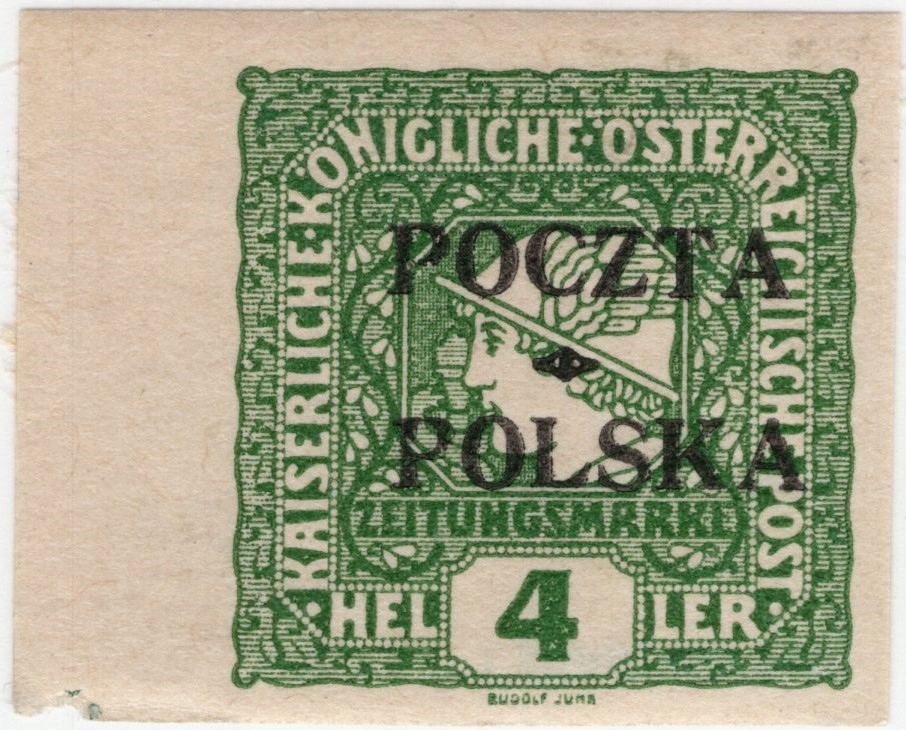 KAISERLICHE·KÖNIGLICHE·ÖSTERREICHISCHE POST·
POCZTA
POLSKA
ZEITUNGSMARKE
·HEL 4 LER·
RUDOLF JUNK